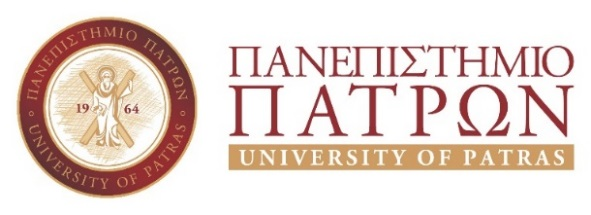 ΠΑΝΕΠΙΣΤΗΜΙΟ ΠΑΤΡΩΝ
19 64
UNIVERSITY OF PATRAS
ΠΑΝΕΠΙΣΤΗΜΙΟ
ΠΑΤΡΩΝ
UNIVERSITY OF PATRAS